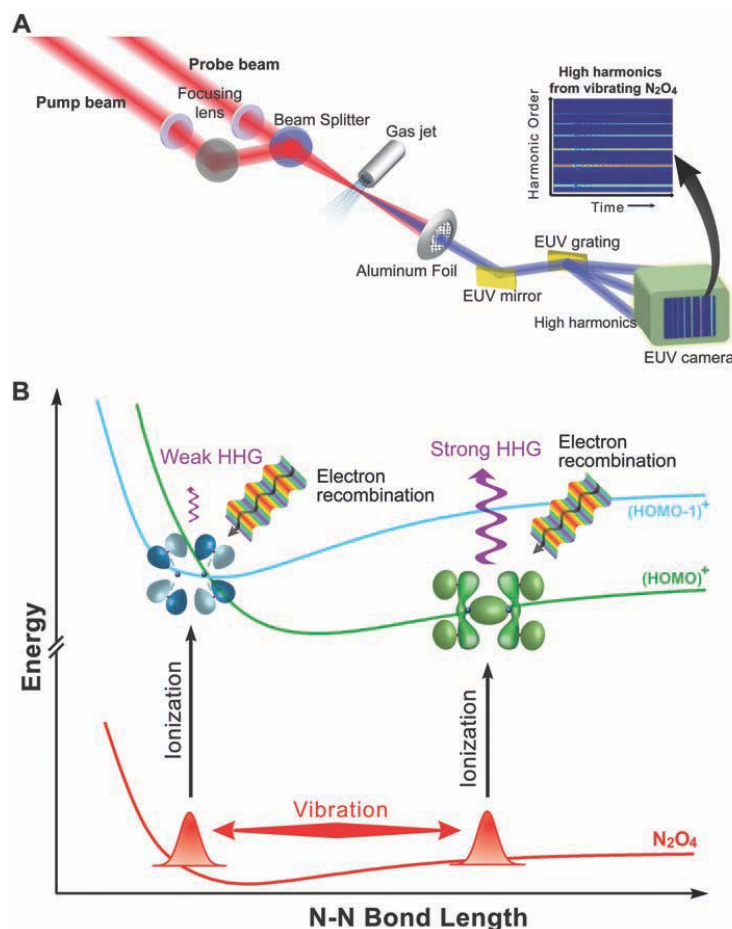 A
Probe beam
Pump beam
Focusing
lens
Beam Splitter
Gas jet
Aluminum Foil
EUV mirror
EUV grating
High harmonics
EUV camera
High harmonics
from vibrating N₂O₄
Harmonic Order
Time
B
Energy
Weak HHG
Electron
recombination
Strong HHG
Electron
recombination
(HOMO-1)⁺
(HOMO)⁺
Ionization
Ionization
Vibration
N₂O₄
N-N Bond Length